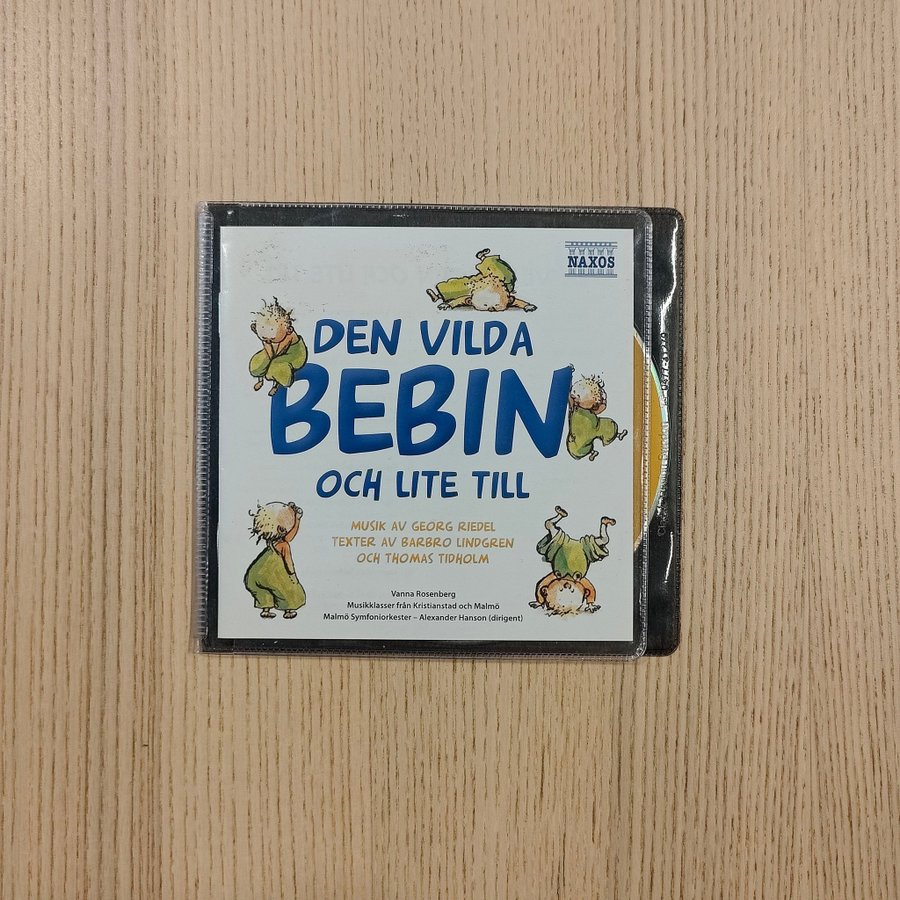 NAXOS
DEN VILDA
BEBIN
OCH LITE TILL
MUSIK AV GEORG RIEDEL
TEXTER AV BARBRO LINDGREN
OCH THOMAS TIDHOLM
Vanna Rosenberg
Musikklasser från Kristianstad och Malmö
Malmö Symfoniorkester – Alexander Hanson (dirigent)